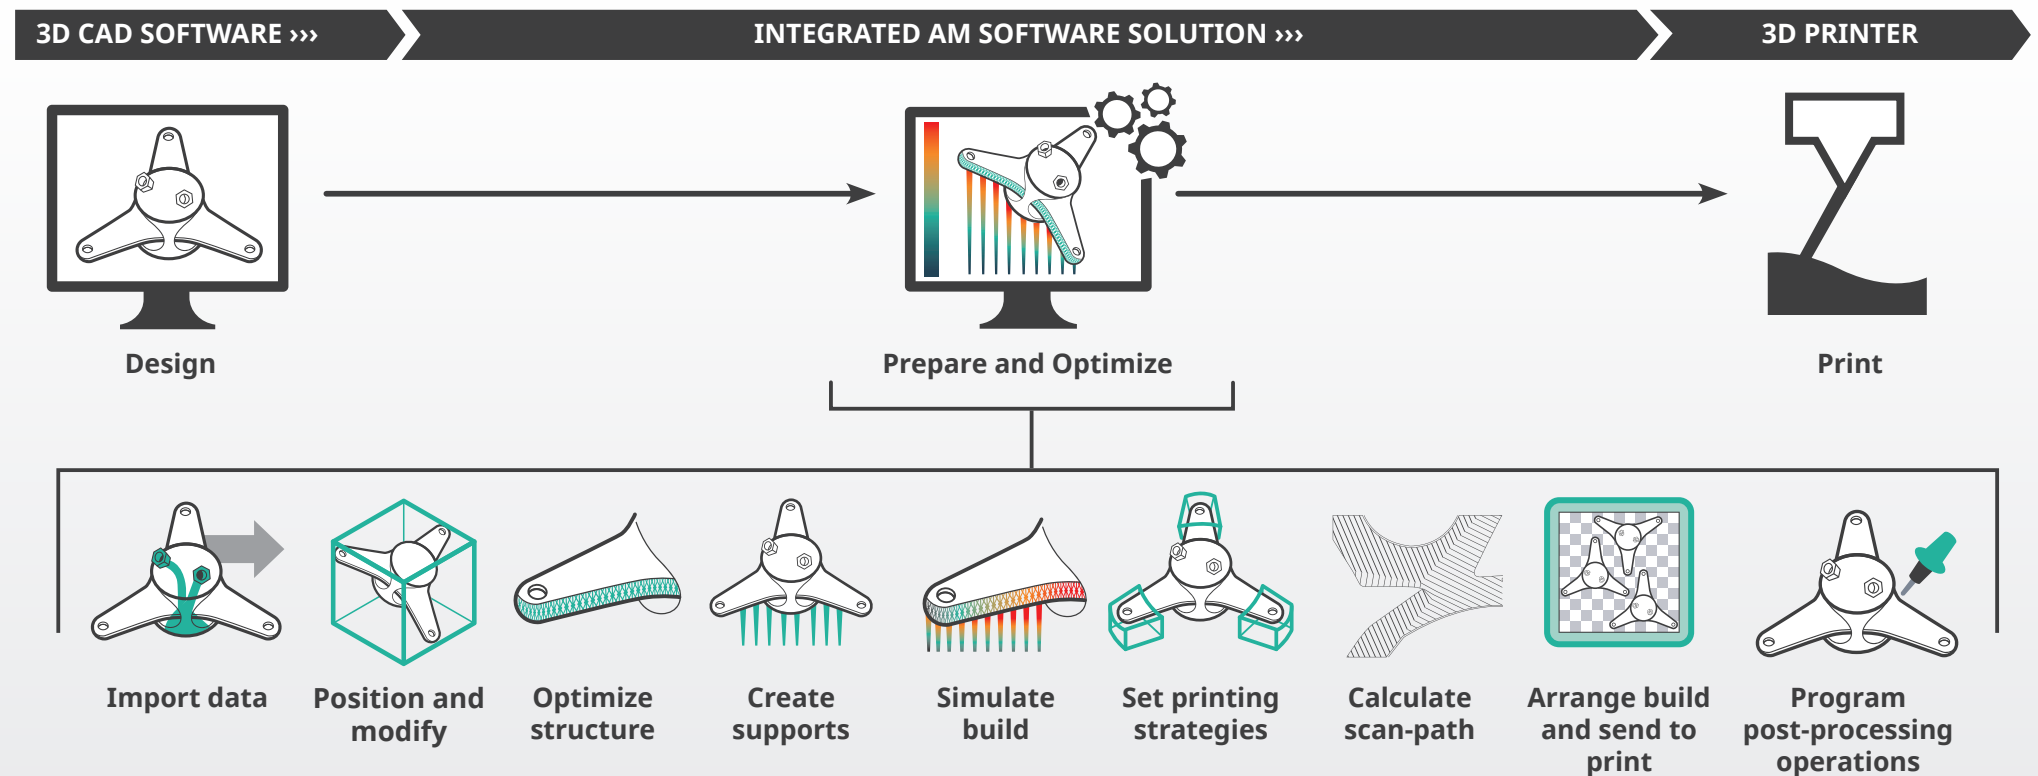 3D CAD SOFTWARE ›››
INTEGRATED AM SOFTWARE SOLUTION ›››
3D PRINTER
Design
Prepare and Optimize
Print
Import data
Position and
modify
Optimize
structure
Create
supports
Simulate
build
Set printing
strategies
Calculate
scan-path
Arrange build
and send to
print
Program
post-processing
operations